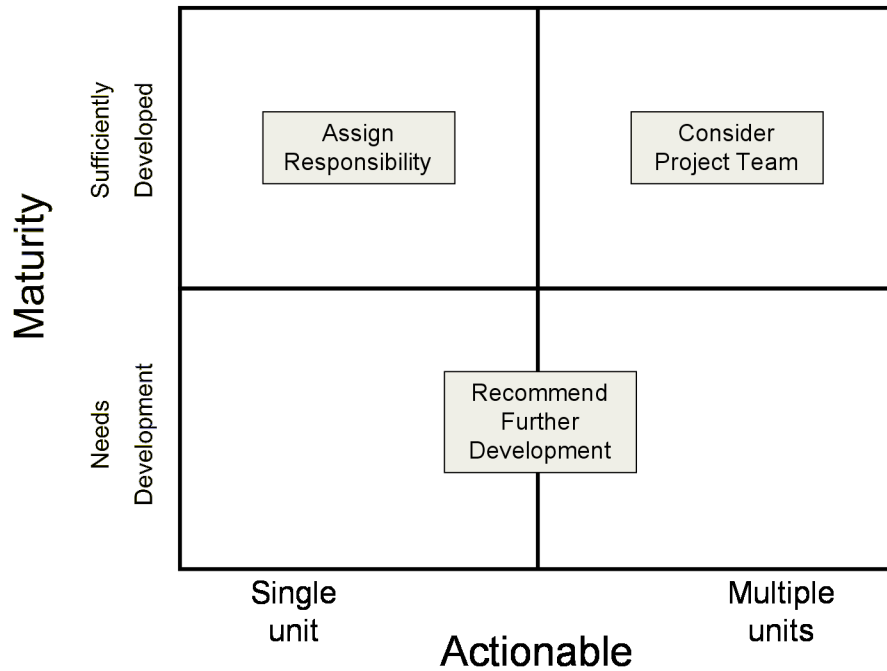 Maturity
Sufficiently
Developed
Assign
Responsibility
Consider
Project Team
Needs
Development
Recommend
Further
Development
Single
unit
Multiple
units
Actionable